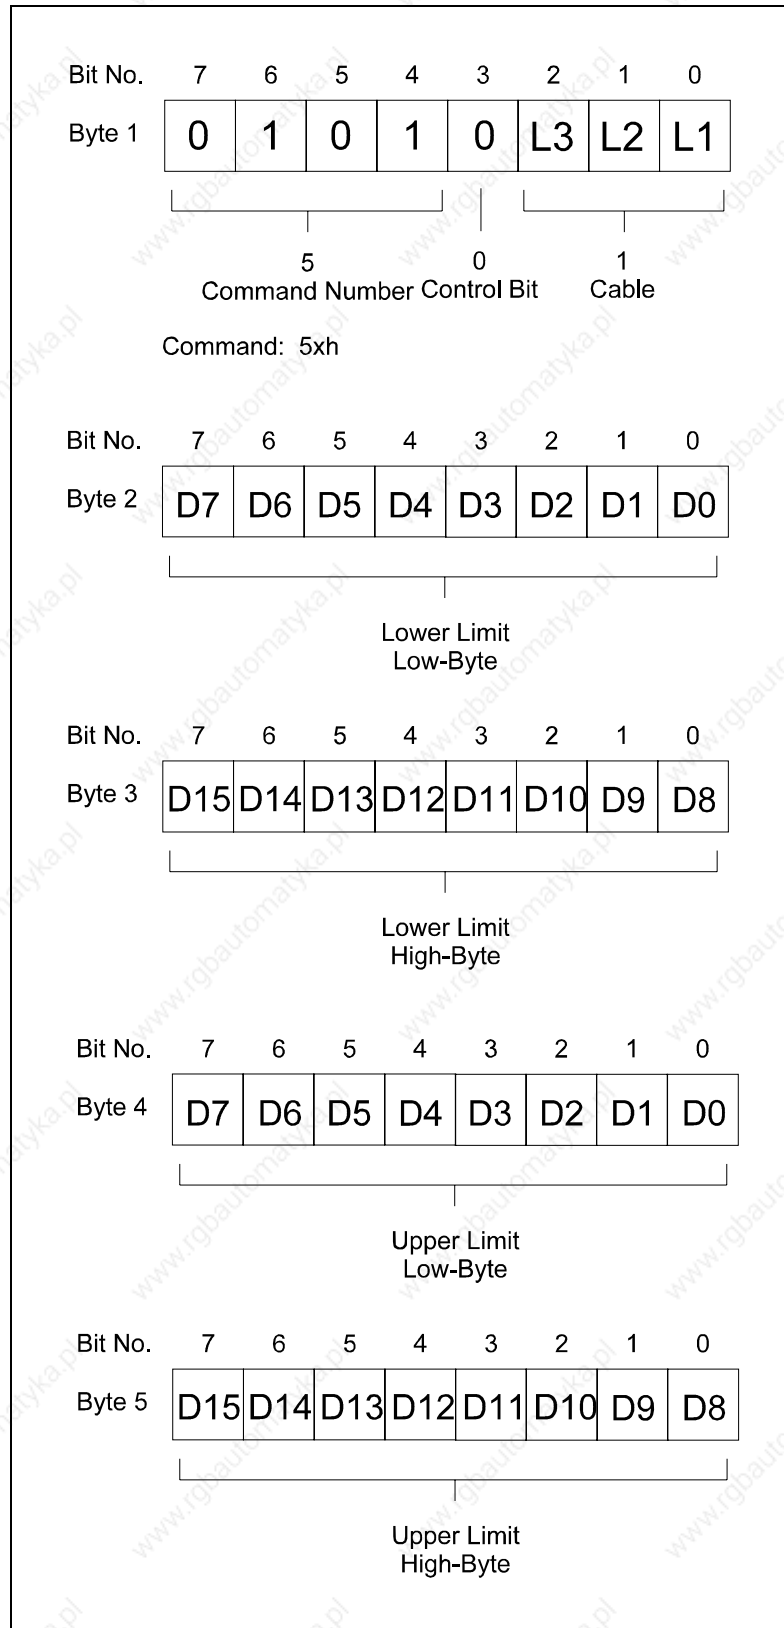 Bit No. 7 6 5 4 3 2 1 0
Byte 1 0 1 0 1 0 L3 L2 L1
5 0 1
Command Number Control Bit Cable
Command: 5xh
Bit No. 7 6 5 4 3 2 1 0
Byte 2 D7 D6 D5 D4 D3 D2 D1 D0
Lower Limit
Low-Byte
Bit No. 7 6 5 4 3 2 1 0
Byte 3 D15 D14 D13 D12 D11 D10 D9 D8
Lower Limit
High-Byte
Bit No. 7 6 5 4 3 2 1 0
Byte 4 D7 D6 D5 D4 D3 D2 D1 D0
Upper Limit
Low-Byte
Bit No. 7 6 5 4 3 2 1 0
Byte 5 D15 D14 D13 D12 D11 D10 D9 D8
Upper Limit
High-Byte
www.rgbautomatyka.pl